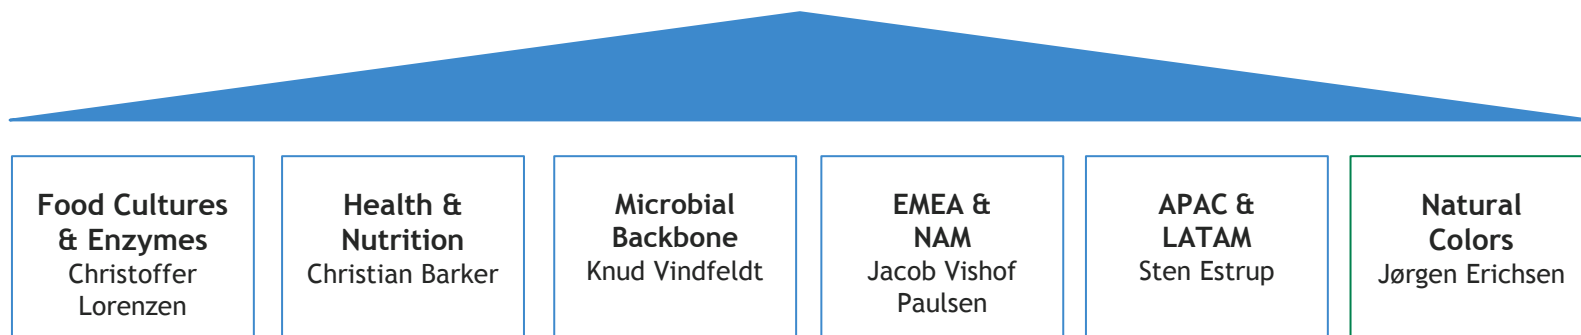 Food Cultures
& Enzymes
Christoffer
Lorenzen
Health &
Nutrition
Christian Barker
Microbial
Backbone
Knud Vindfeldt
EMEA &
NAM
Jacob Vishof
Paulsen
APAC &
LATAM
Sten Estrup
Natural
Colors
Jørgen Erichsen